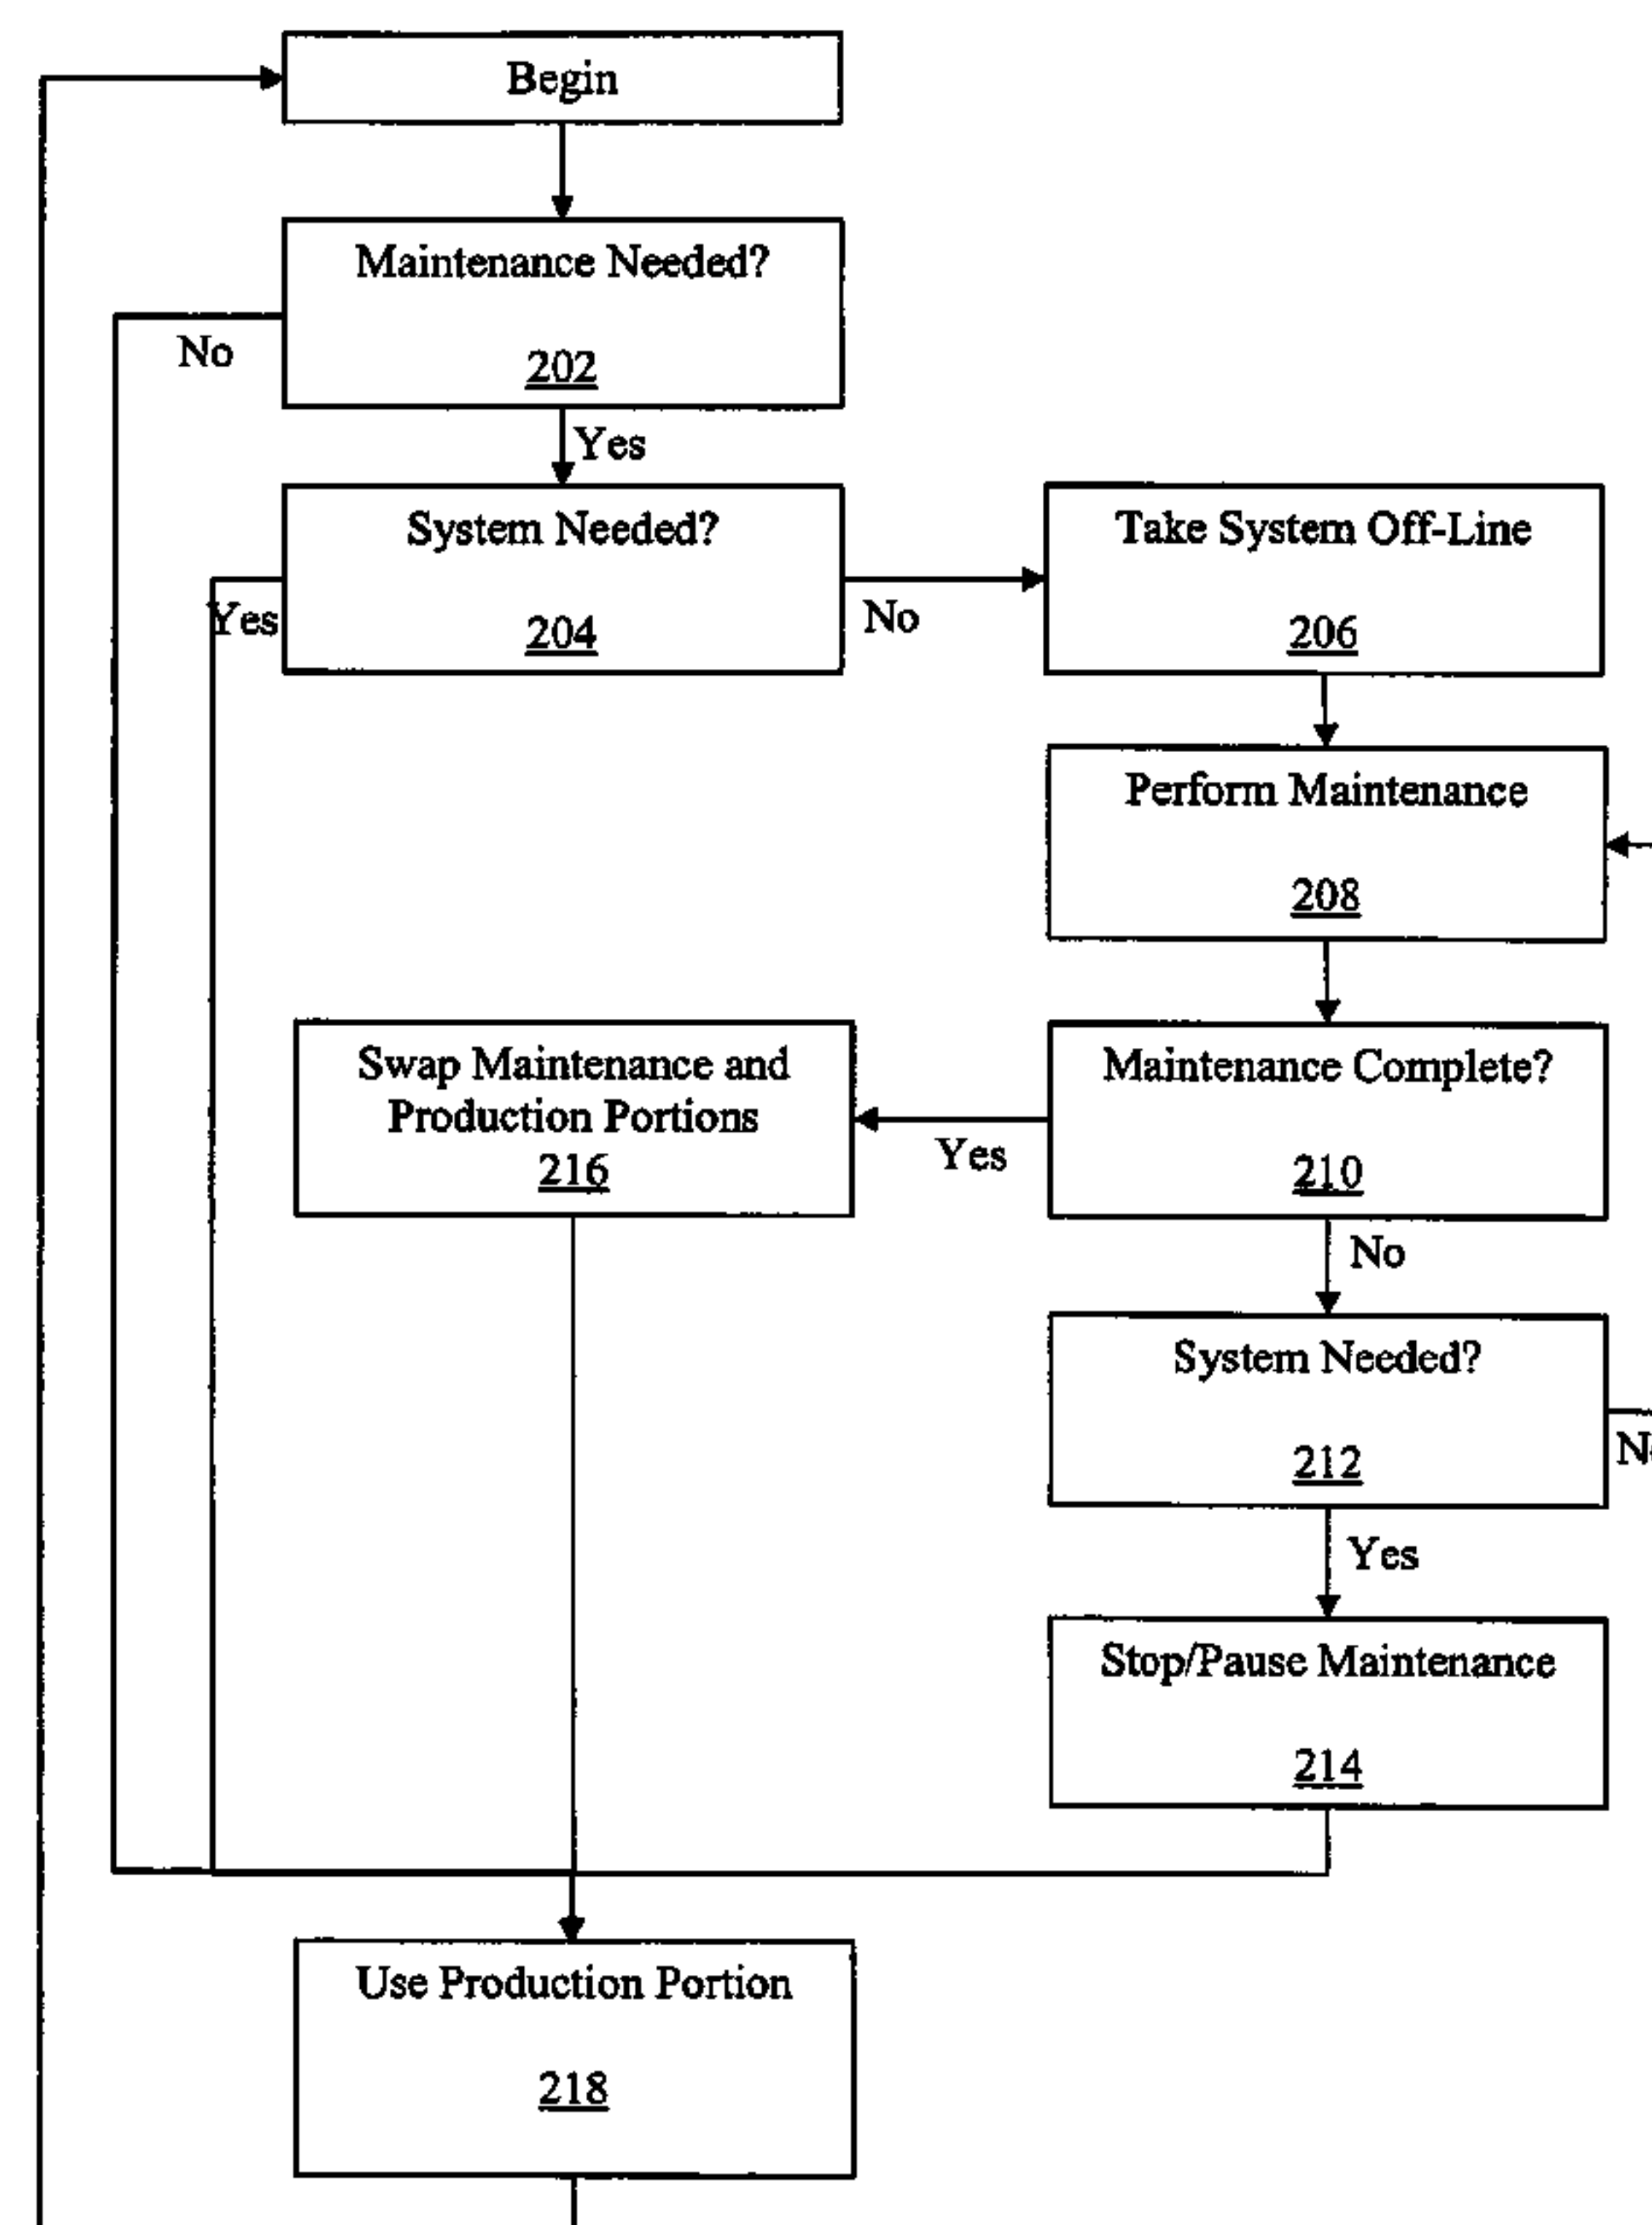 Begin
Maintenance Needed?
202
No
Yes
System Needed?
204
Yes
No
Take System Off-Line
206
Perform Maintenance
208
Swap Maintenance and
Production Portions
216
Yes
Maintenance Complete?
210
No
System Needed?
212
Yes
Stop/Pause Maintenance
214
Use Production Portion
218